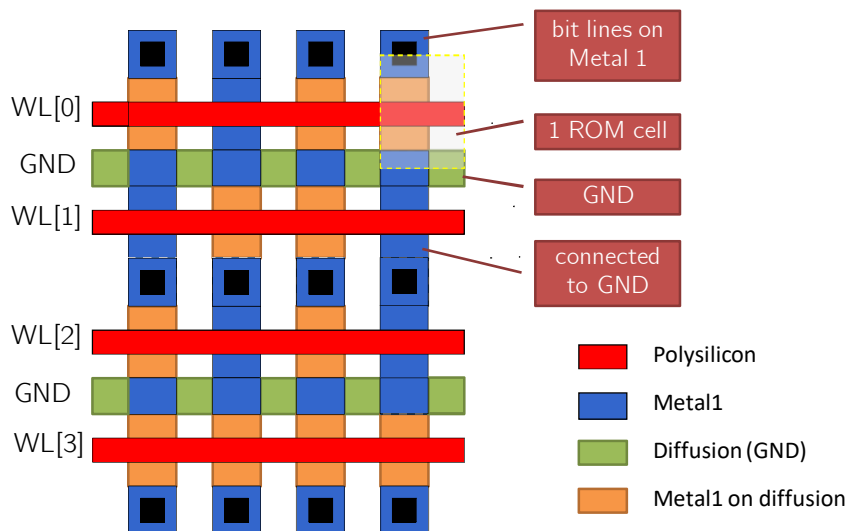 bit lines on
Metal 1
WL[0]
1 ROM cell
GND
GND
WL[1]
connected
to GND
WL[2]
Polysilicon
GND
Metal1
WL[3]
Diffusion (GND)
Metal1 on diffusion